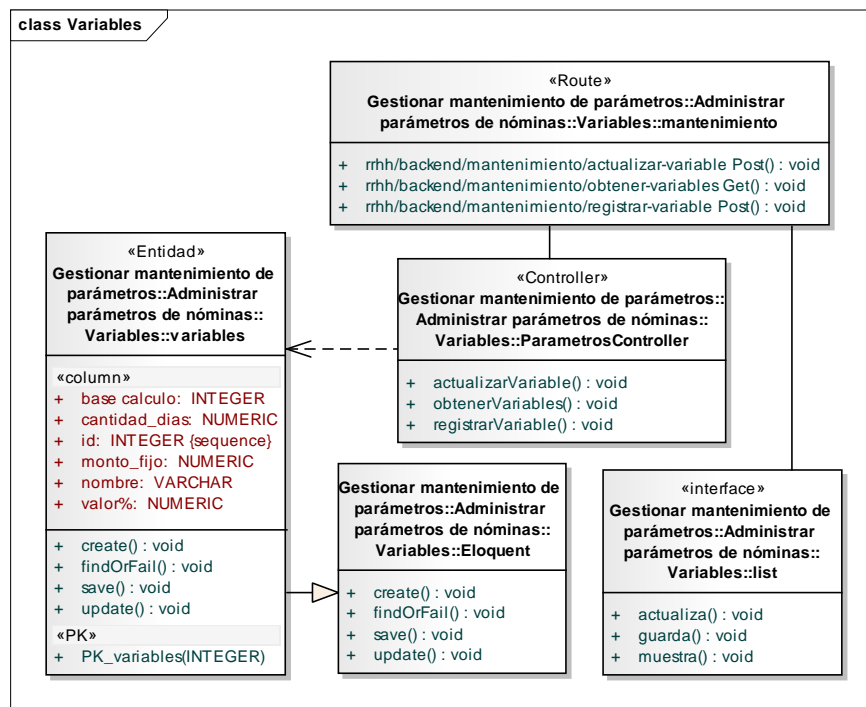 class Variables
«Route»
Gestionar mantenimiento de parámetros::Administrar
parámetros de nóminas::Variables::mantenimiento
+ rrhh/backend/mantenimiento/actualizar-variable Post() : void
+ rrhh/backend/mantenimiento/obtener-variables Get() : void
+ rrhh/backend/mantenimiento/registrar-variable Post() : void
«Entidad»
Gestionar mantenimiento de
parámetros::Administrar
parámetros de nóminas::
Variables::variables
«column»
+ base calculo: INTEGER
+ cantidad_dias: NUMERIC
+ id: INTEGER {sequence}
+ monto_fijo: NUMERIC
+ nombre: VARCHAR
+ valor%: NUMERIC
+ create() : void
+ findOrFail() : void
+ save() : void
+ update() : void
«PK»
+ PK_variables(INTEGER)
«Controller»
Gestionar mantenimiento de parámetros::
Administrar parámetros de nóminas::
Variables::ParametrosController
+ actualizarVariable() : void
+ obtenerVariables() : void
+ registrarVariable() : void
Gestionar mantenimiento de
parámetros::Administrar
parámetros de nóminas::
Variables::Eloquent
+ create() : void
+ findOrFail() : void
+ save() : void
+ update() : void
«interface»
Gestionar mantenimiento de
parámetros::Administrar
parámetros de nóminas::
Variables::list
+ actualiza() : void
+ guarda() : void
+ muestra() : void